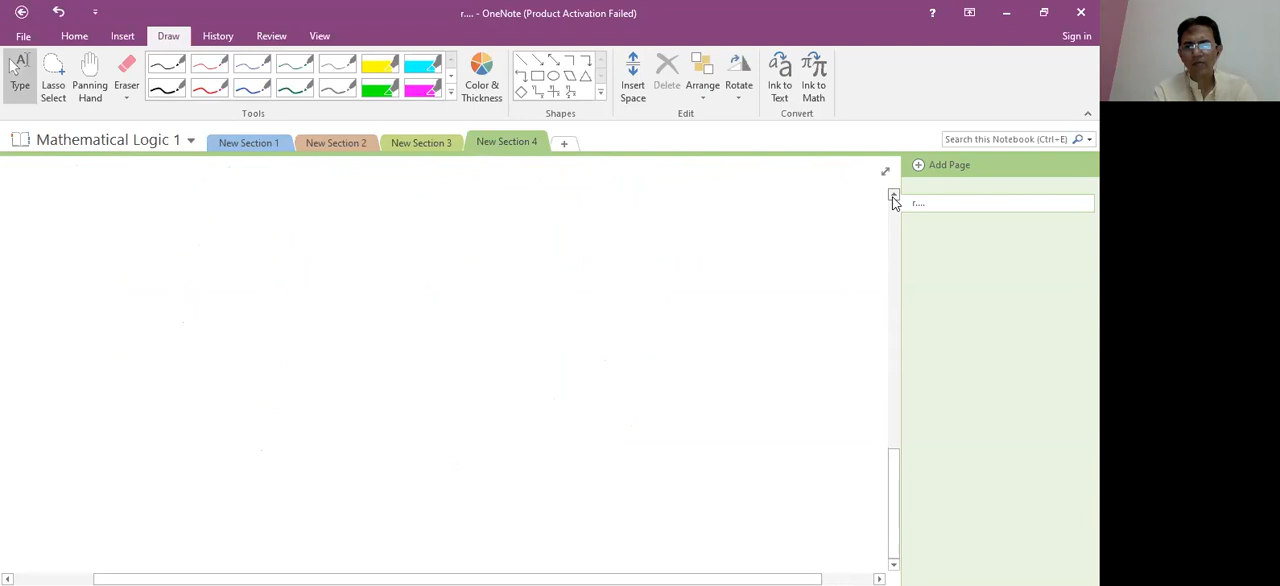 r.... - OneNote (Product Activation Failed)
?
File
Home
Insert
Draw
History
Review
View
Sign in
Type
Lasso Select
Panning Hand
Eraser
Color & Thickness
Insert Space
Delete
Arrange
Rotate
Ink to Text
Ink to Math
Tools
Shapes
Edit
Convert
Mathematical Logic 1
New Section 1
New Section 2
New Section 3
New Section 4
Search this Notebook (Ctrl+E)
Add Page
r....